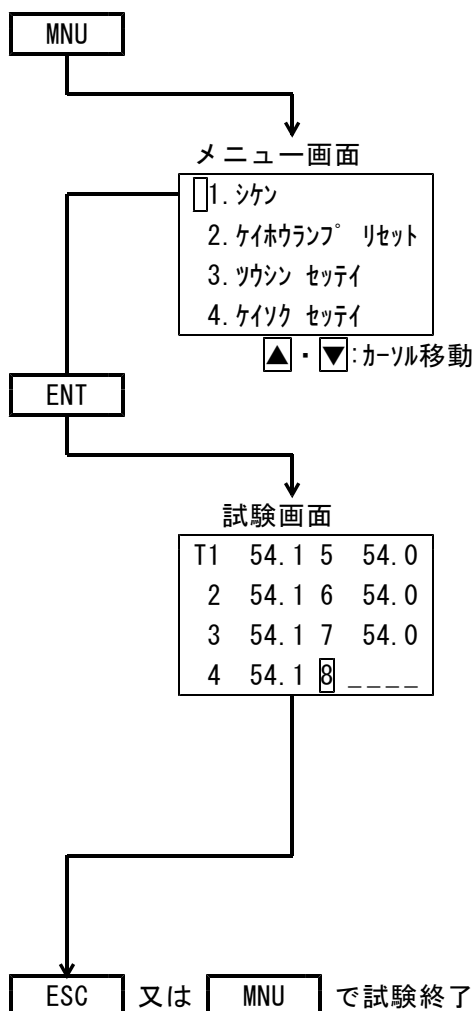 MNU
メニュー画面
1.シケン
2.ケイホウランプ リセット
3.ツウシン セッテイ
4.ケイソク セッテイ
▲・▼:カーソル移動
ENT
試験画面
T1 54.1 5 54.0
2 54.1 6 54.0
3 54.1 7 54.0
4 54.1 8 ____
ESC 又は MNU で試験終了